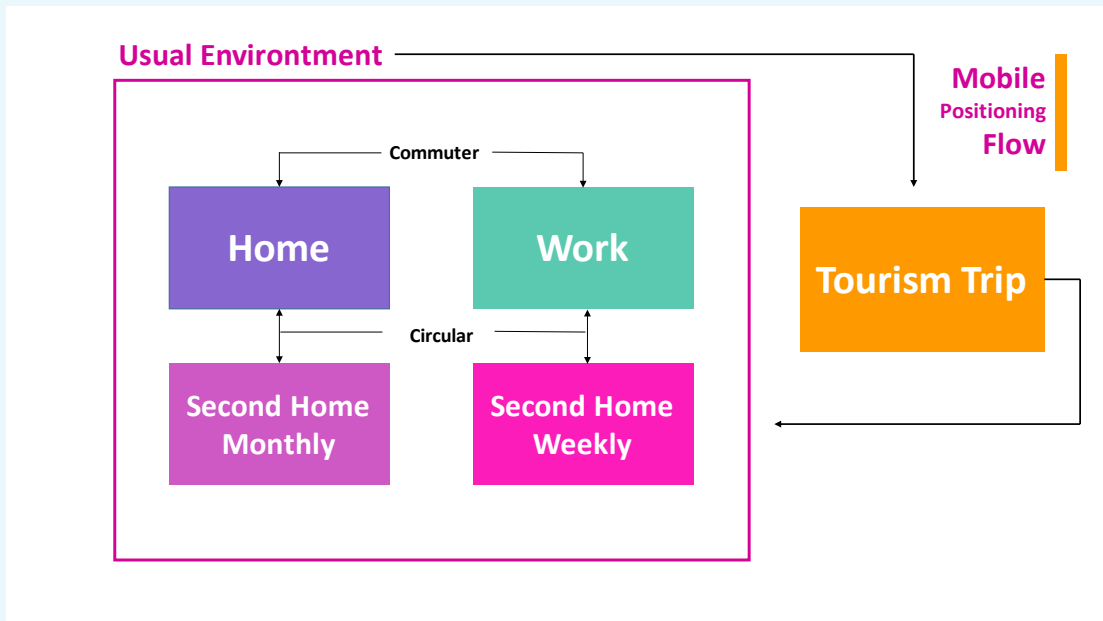 Usual Environtment
Mobile
Positioning
Flow
Commuter
Home
Work
Tourism Trip
Circular
Second Home
Monthly
Second Home
Weekly